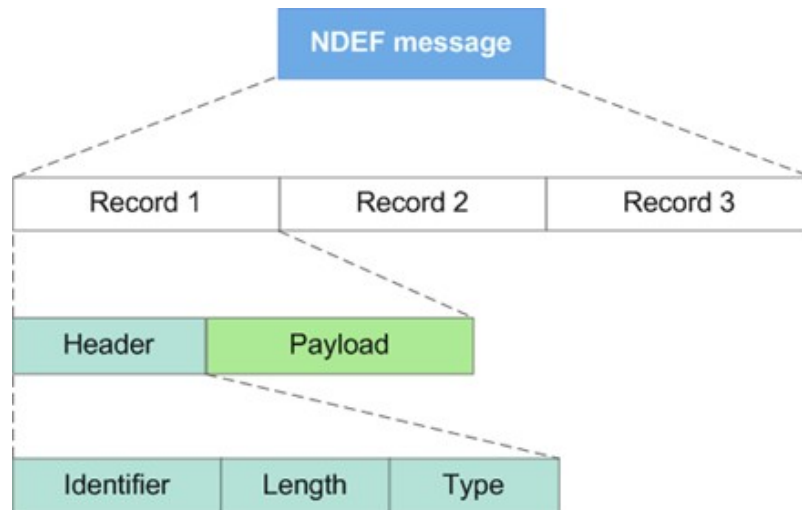 NDEF message
Record 1 Record 2 Record 3
Header Payload
Identifier Length Type